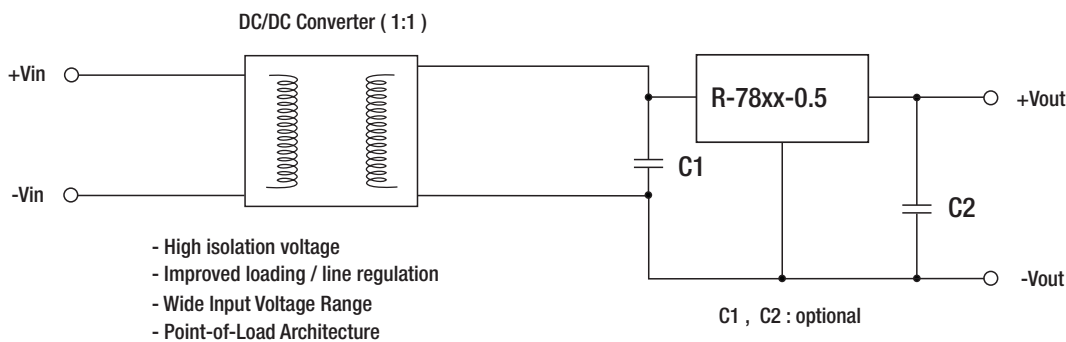 DC/DC Converter ( 1:1 )
+Vin
-Vin
R-78xx-0.5
+Vout
C1
C2
-Vout
- High isolation voltage
- Improved loading / line regulation
- Wide Input Voltage Range
- Point-of-Load Architecture
C1 , C2 : optional